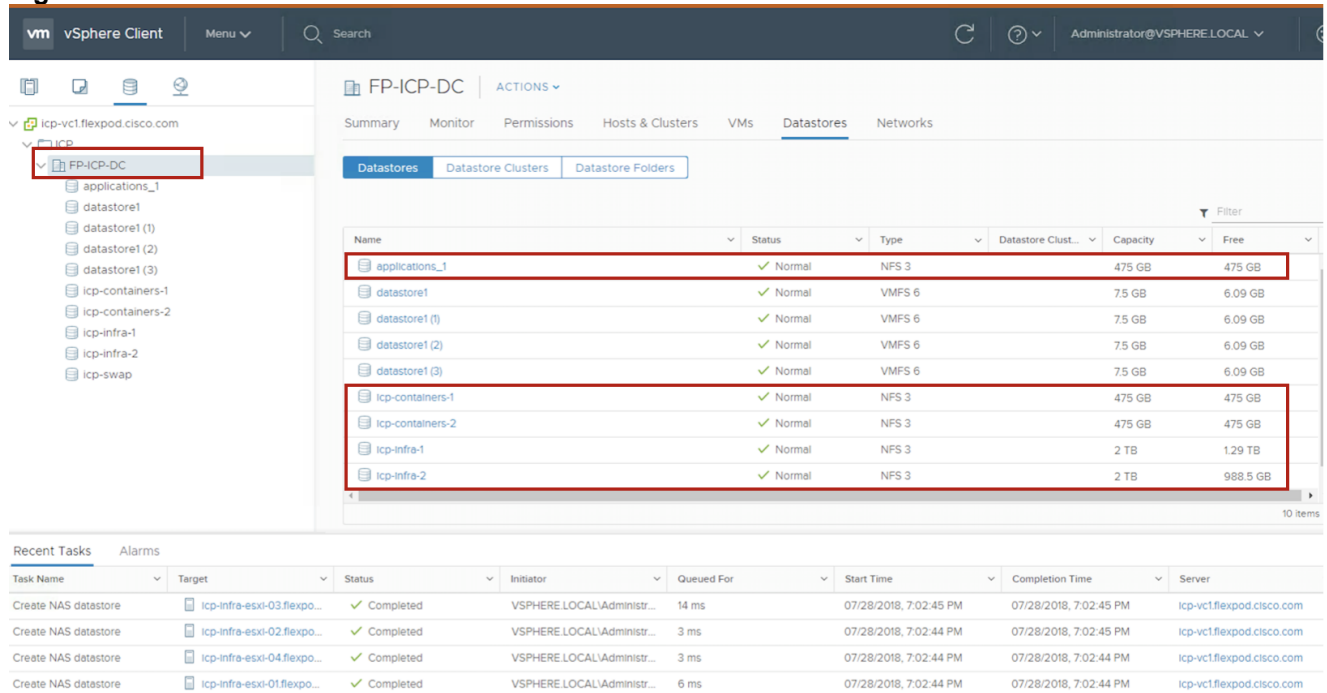 vm vSphere Client Menu Search Administrator@VSPHERE.LOCAL
FP-ICP-DC ACTIONS
icp-vc1.flexpod.cisco.com
ICP
FP-ICP-DC
applications_1
datastore1
datastore1 (1)
datastore1 (2)
datastore1 (3)
icp-containers-1
icp-containers-2
icp-infra-1
icp-infra-2
icp-swap
Summary Monitor Permissions Hosts & Clusters VMs Datastores Networks
Datastores Datastore Clusters Datastore Folders
Filter
Name Status Type Datastore Clust... Capacity Free
applications_1 Normal NFS 3 475 GB 475 GB
datastore1 Normal VMFS 6 7.5 GB 6.09 GB
datastore1 (1) Normal VMFS 6 7.5 GB 6.09 GB
datastore1 (2) Normal VMFS 6 7.5 GB 6.09 GB
datastore1 (3) Normal VMFS 6 7.5 GB 6.09 GB
icp-containers-1 Normal NFS 3 475 GB 475 GB
icp-containers-2 Normal NFS 3 475 GB 475 GB
icp-infra-1 Normal NFS 3 2 TB 1.29 TB
icp-infra-2 Normal NFS 3 2 TB 988.5 GB
10 items
Recent Tasks Alarms
Task Name Target Status Initiator Queued For Start Time Completion Time Server
Create NAS datastore icp-infra-esxi-03.flexpo... Completed VSPHERE.LOCAL\Administr... 14 ms 07/28/2018, 7:02:45 PM 07/28/2018, 7:02:45 PM icp-vc1.flexpod.cisco.com
Create NAS datastore icp-infra-esxi-02.flexpo... Completed VSPHERE.LOCAL\Administr... 3 ms 07/28/2018, 7:02:44 PM 07/28/2018, 7:02:45 PM icp-vc1.flexpod.cisco.com
Create NAS datastore icp-infra-esxi-04.flexpo... Completed VSPHERE.LOCAL\Administr... 3 ms 07/28/2018, 7:02:44 PM 07/28/2018, 7:02:44 PM icp-vc1.flexpod.cisco.com
Create NAS datastore icp-infra-esxi-01.flexpo... Completed VSPHERE.LOCAL\Administr... 6 ms 07/28/2018, 7:02:44 PM 07/28/2018, 7:02:44 PM icp-vc1.flexpod.cisco.com